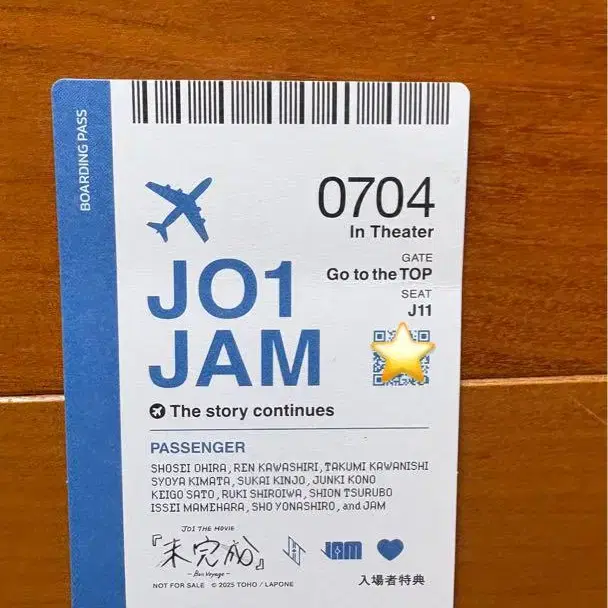 BOARDING PASS
0704
In Theater
GATE
Go to the TOP
SEAT
J11
JO1
JAM
The story continues
PASSENGER
SHOSEI OHIRA, REN KAWASHIRI, TAKUMI KAWANISHI
SYOYA KIMATA, SUKAI KINJO, JUNKI KONO
KEIGO SATO, RUKI SHIROIWA, SHION TSURUBO
ISSEI MAMEHARA, SHO YONASHIRO, and JAM
JO1 THE MOVIE
『未完成』
- Bon Voyage -
JAM
NOT FOR SALE © 2025 TOHO / LAPONE
入場者特典